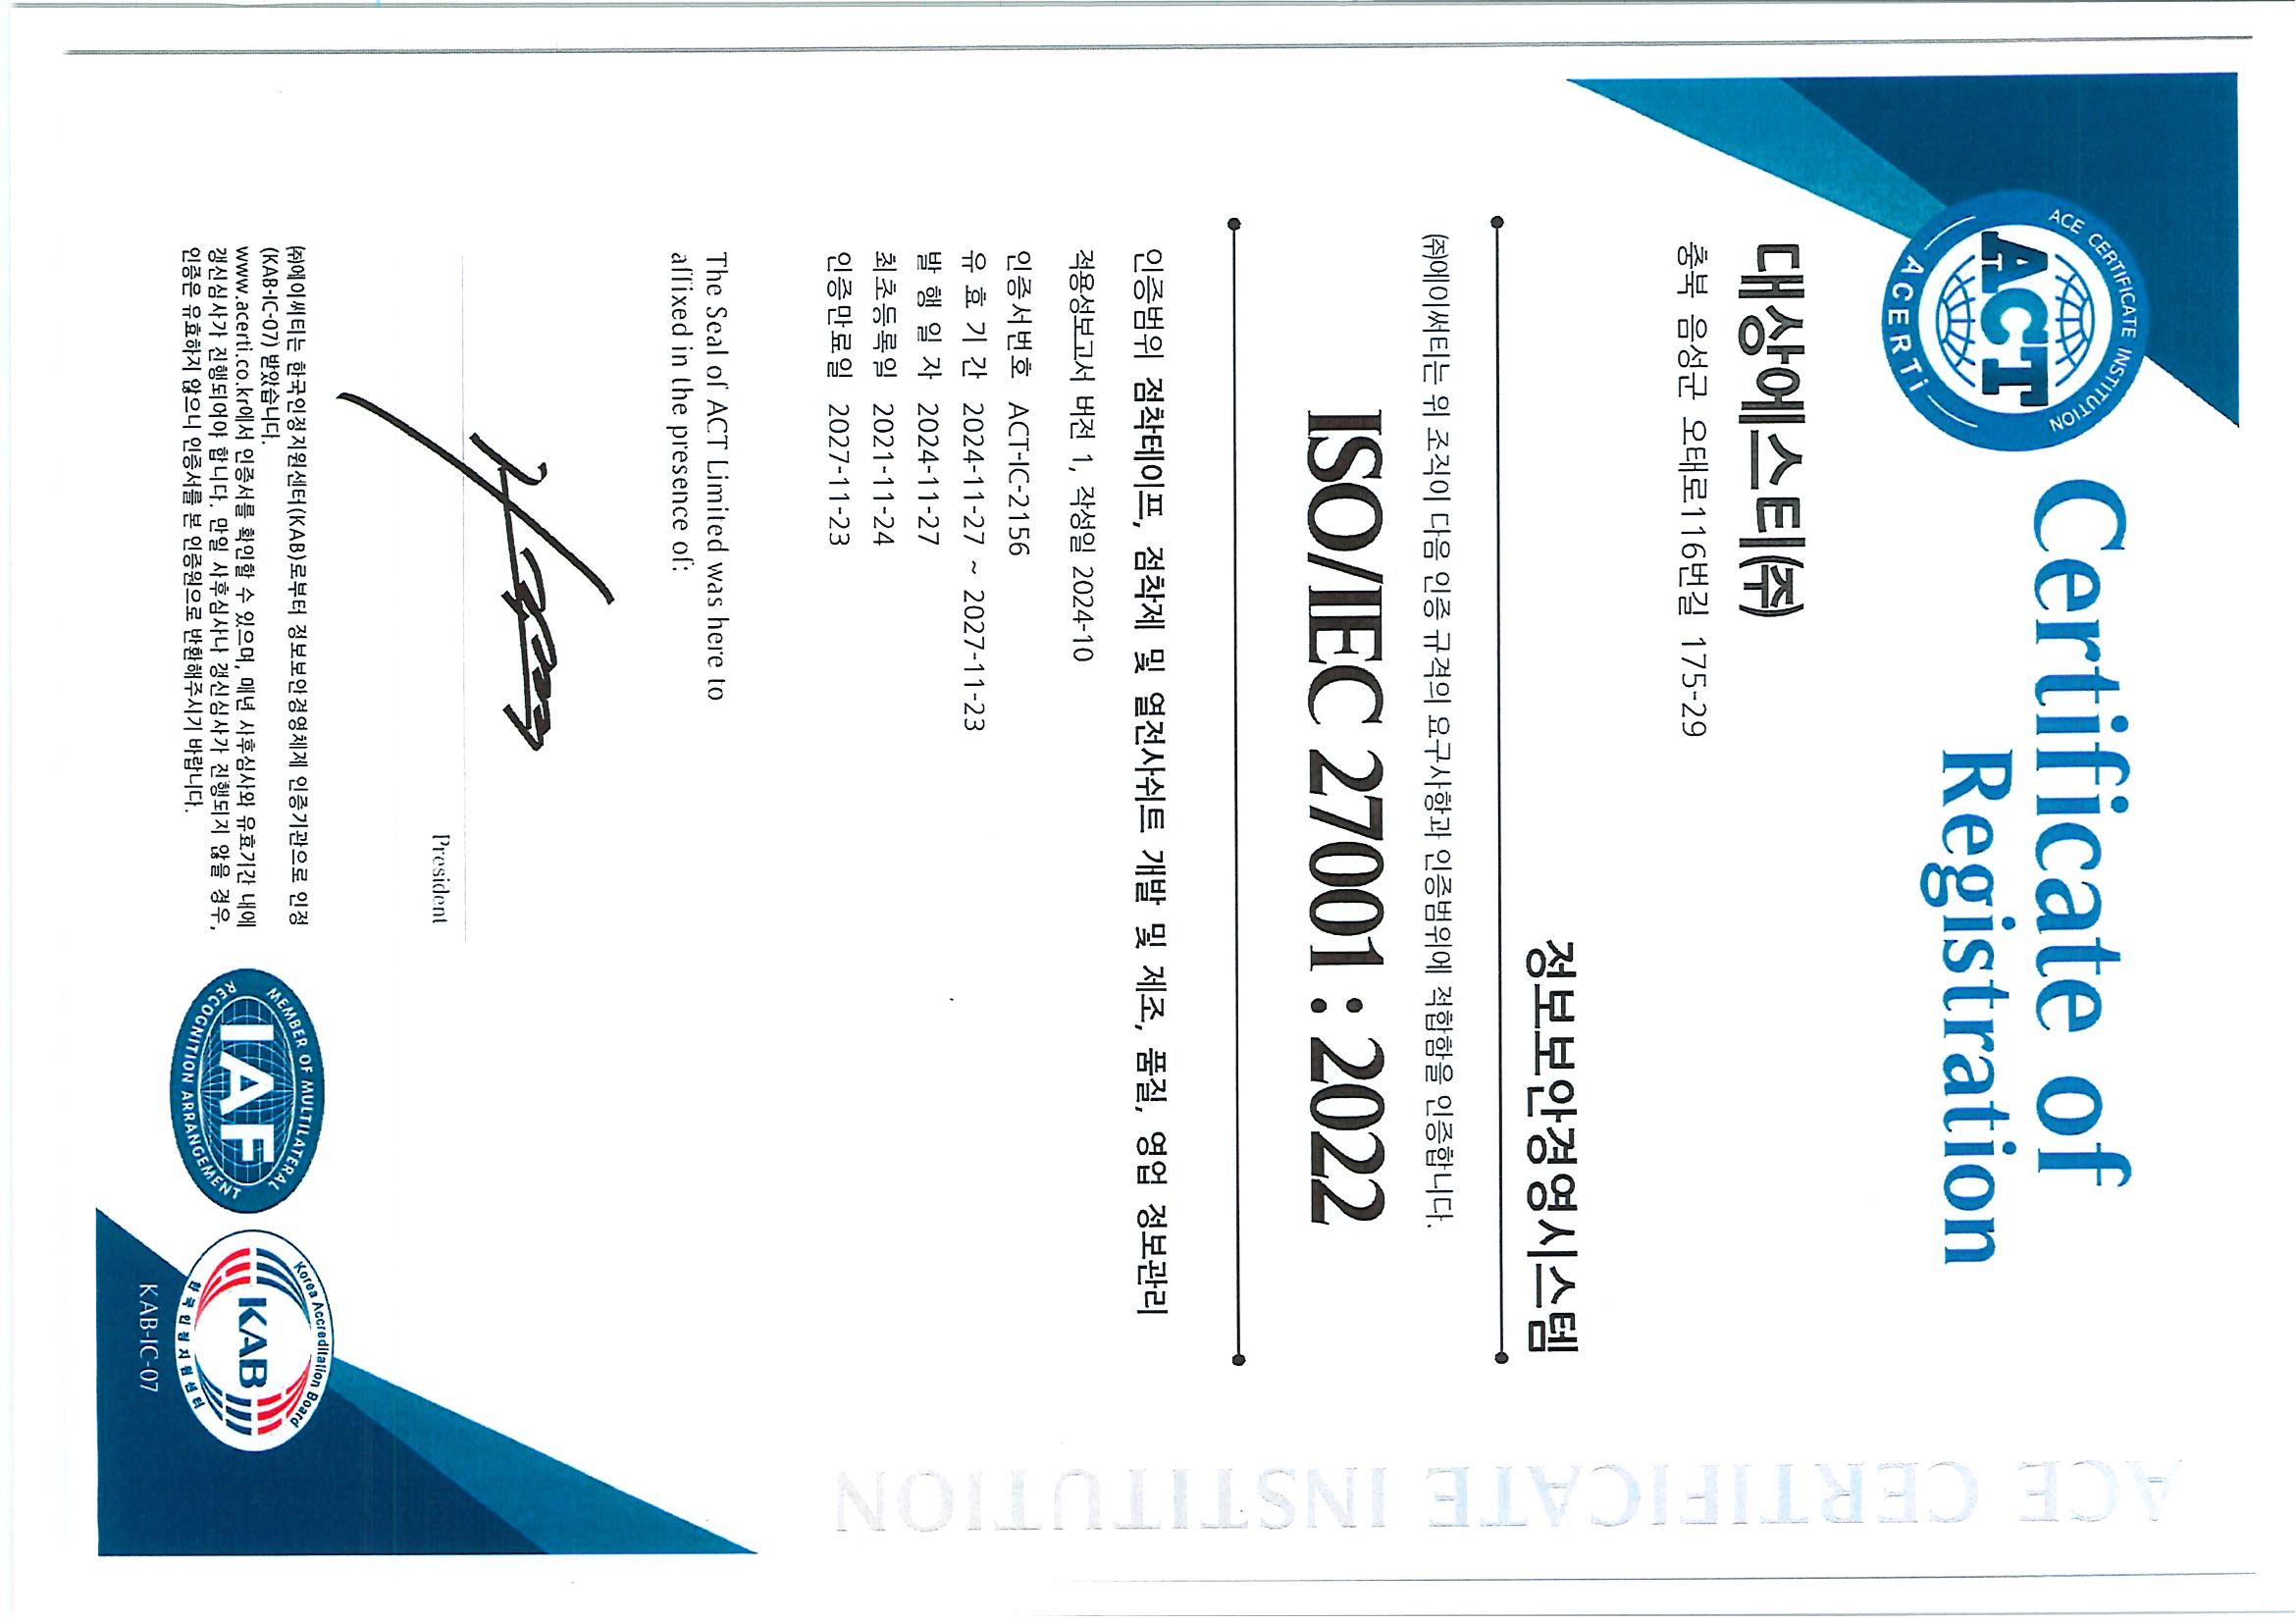 ACE CERTIFICATE INSTITUTION
ACT
ACERTi
Certificate of
Registration
대상에스티(주)
충북 음성군 오태로116번길 175-29
정보보안경영시스템
㈜에이써티는 위 조직이 다음 인증 규격의 요구사항과 인증범위에 적합함을 인증합니다.
ISO/IEC 27001 : 2022
인증범위 점착테이프, 점착제 및 열전사쉬트 개발 및 제조, 품질, 영업 정보관리
적용성보고서 버전 1, 작성일 2024-10
인증서번호 ACT-IC-2156
유 효 기 간 2024-11-27 ~ 2027-11-23
발 행 일 자 2024-11-27
최초등록일 2021-11-24
인증만료일 2027-11-23
The Seal of ACT Limited was here to
affixed in the presence of:
President
㈜에이써티는 한국인정지원센터(KAB)로부터 정보보안경영체제 인증기관으로 인정
(KAB-IC-07) 받았습니다.
www.acerti.co.kr에서 인증서를 확인할 수 있으며, 매년 사후심사와 유효기간 내에
갱신심사가 진행되어야 합니다. 만일 사후심사나 갱신심사가 진행되지 않을 경우,
인증은 유효하지 않으니 인증서를 본 인증원으로 반환해주시기 바랍니다.
MEMBER OF MULTILATERAL
IAF
RECOGNITION ARRANGEMENT
Korea Accreditation Board
KAB
한국인정지원센터
KAB-IC-07
ACE CERTIFICATE INSTITUTION